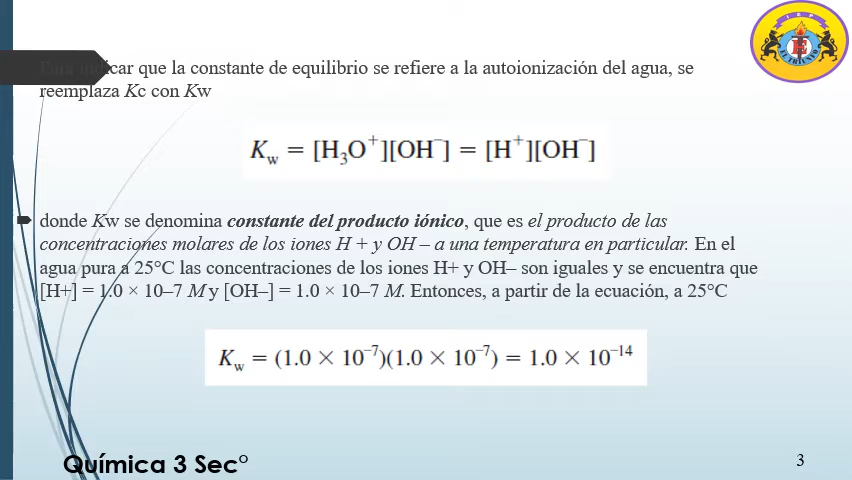 Para indicar que la constante de equilibrio se refiere a la autoionización del agua, se
reemplaza Kc con Kw
K_w = [H₃O⁺][OH⁻] = [H⁺][OH⁻]
donde Kw se denomina constante del producto iónico, que es el producto de las
concentraciones molares de los iones H + y OH – a una temperatura en particular. En el
agua pura a 25°C las concentraciones de los iones H+ y OH– son iguales y se encuentra que
[H+] = 1.0 × 10–7 M y [OH–] = 1.0 × 10–7 M. Entonces, a partir de la ecuación, a 25°C
K_w = (1.0 × 10⁻⁷)(1.0 × 10⁻⁷) = 1.0 × 10⁻¹⁴
Química 3 Sec°
3